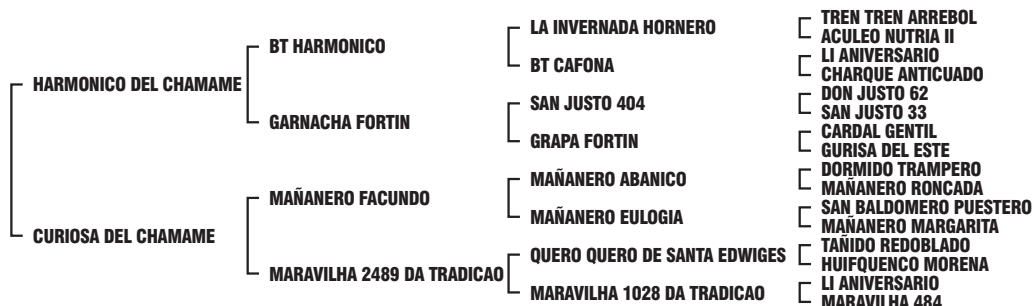 TREN TREN ARREBOL
LA INVERNADA HORNERO
ACULEO NUTRIA II
BT HARMONICO
LI ANIVERSARIO
BT CAFONA
CHARQUE ANTICUADO
HARMONICO DEL CHAMAME
DON JUSTO 62
SAN JUSTO 404
SAN JUSTO 33
GARNACHA FORTIN
CARDAL GENTIL
GRAPA FORTIN
GURISA DEL ESTE
DORMIDO TRAMPERO
MAÑANERO ABANICO
MAÑANERO RONCADA
MAÑANERO FACUNDO
SAN BALDOMERO PUESTERO
MAÑANERO EULOGIA
MAÑANERO MARGARITA
CURIOSA DEL CHAMAME
TAÑIDO REDOBLADO
QUERO QUERO DE SANTA EDWIGES
HUIFQUENCO MORENA
MARAVILHA 2489 DA TRADICAO
LI ANIVERSARIO
MARAVILHA 1028 DA TRADICAO
MARAVILHA 484